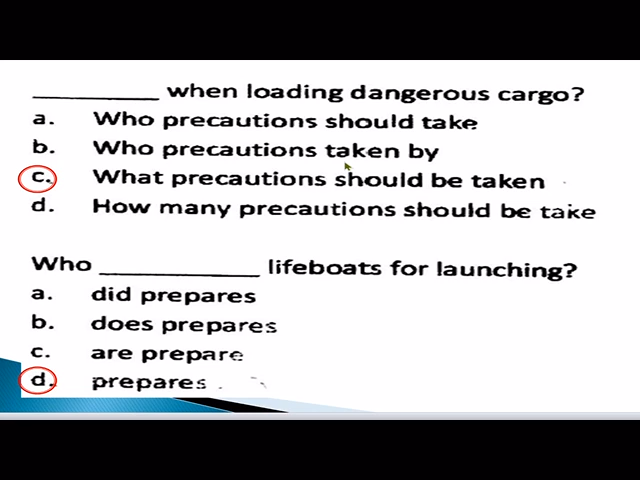 __________ when loading dangerous cargo?
a. Who precautions should take
b. Who precautions taken by
c. What precautions should be taken
d. How many precautions should be take
Who ____________ lifeboats for launching?
a. did prepares
b. does prepares
c. are prepare
d. prepares